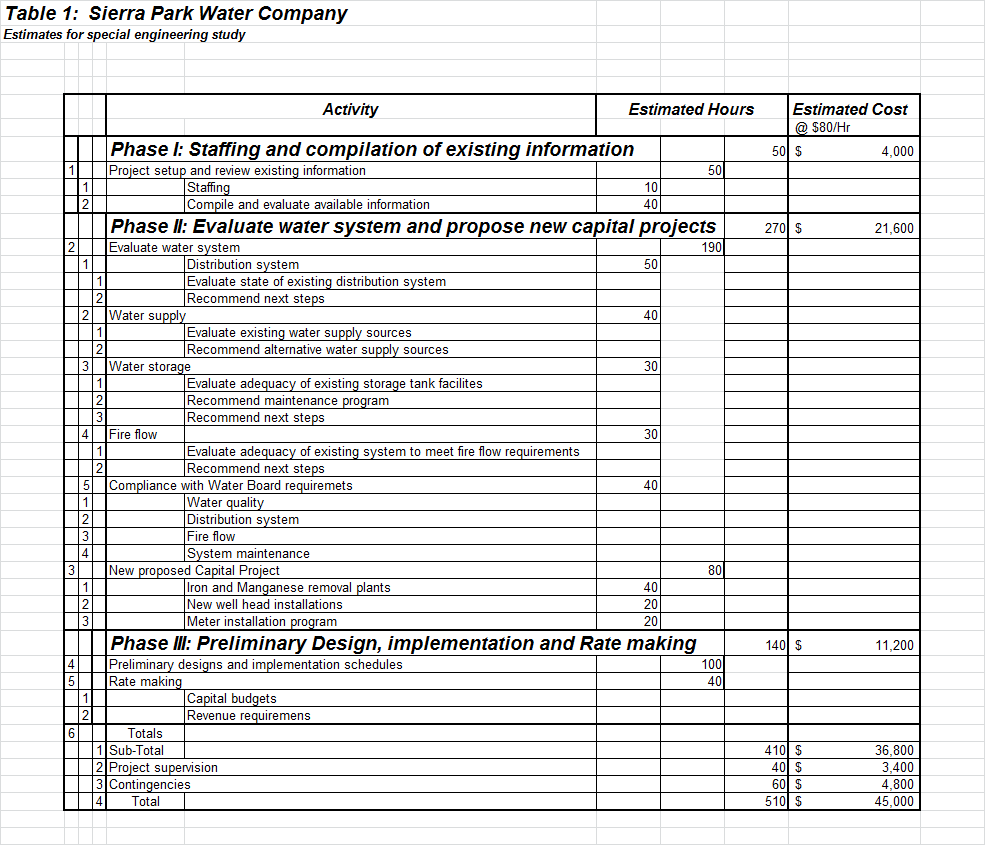 Table 1: Sierra Park Water Company
Estimates for special engineering study
Activity Estimated Hours Estimated Cost
@ $80/Hr
Phase I: Staffing and compilation of existing information 50 $ 4,000
1 Project setup and review existing information 50
1 Staffing 10
2 Compile and evaluate available information 40
Phase II: Evaluate water system and propose new capital projects 270 $ 21,600
2 Evaluate water system 190
1 Distribution system 50
1 Evaluate state of existing distribution system
2 Recommend next steps
2 Water supply 40
1 Evaluate existing water supply sources
2 Recommend alternative water supply sources
3 Water storage 30
1 Evaluate adequacy of existing storage tank facilites
2 Recommend maintenance program
3 Recommend next steps
4 Fire flow 30
1 Evaluate adequacy of existing system to meet fire flow requirements
2 Recommend next steps
5 Compliance with Water Board requiremets 40
1 Water quality
2 Distribution system
3 Fire flow
4 System maintenance
3 New proposed Capital Project 80
1 Iron and Manganese removal plants 40
2 New well head installations 20
3 Meter installation program 20
Phase III: Preliminary Design, implementation and Rate making 140 $ 11,200
4 Preliminary designs and implementation schedules 100
5 Rate making 40
1 Capital budgets
2 Revenue requiremens
6 Totals
1 Sub-Total 410 $ 36,800
2 Project supervision 40 $ 3,400
3 Contingencies 60 $ 4,800
4 Total 510 $ 45,000